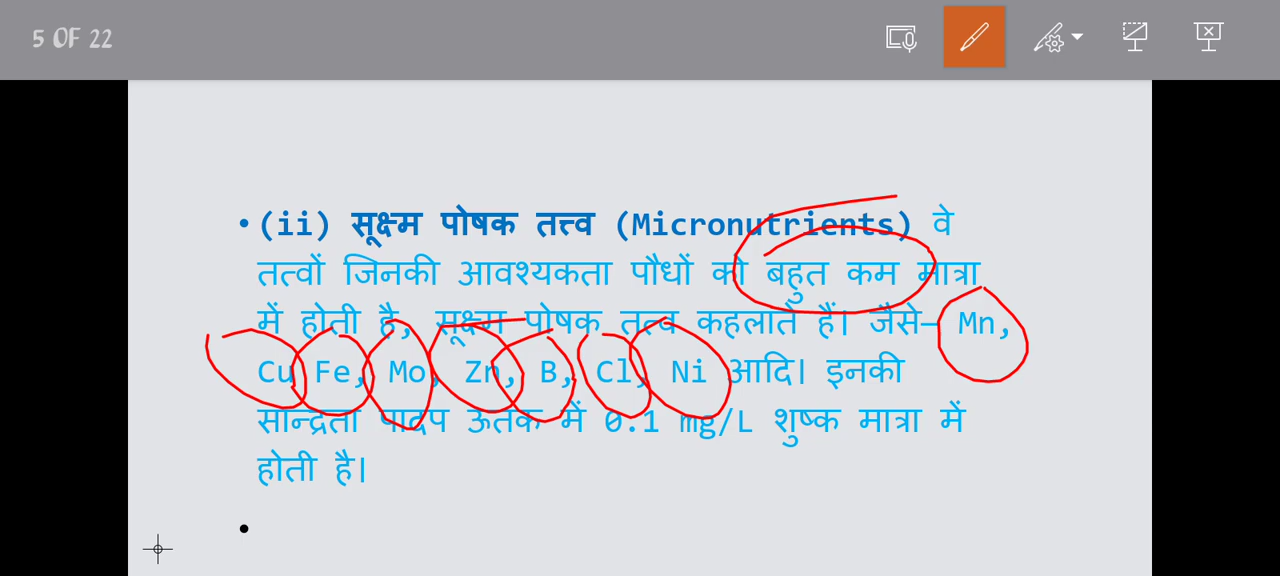 5 OF 22
• (ii) सूक्ष्म पोषक तत्त्व (Micronutrients) वे
तत्वों जिनकी आवश्यकता पौधों को बहुत कम मात्रा
में होती है, सूक्ष्म पोषक तत्व कहलाते हैं। जैसे– Mn,
Cu Fe, Mo, Zn, B, Cl, Ni आदि। इनकी
सान्द्रता पादप ऊतक में 0.1 mg/L शुष्क मात्रा में
होती है।